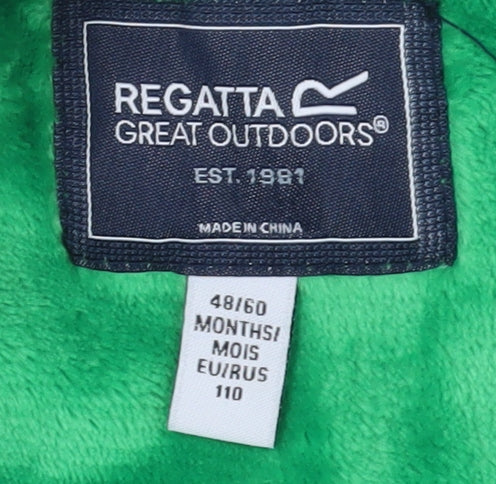 REGATTA
GREAT OUTDOORS®
EST. 1981
MADE IN CHINA
48/60
MONTHS/
MOIS
EU/RUS
110